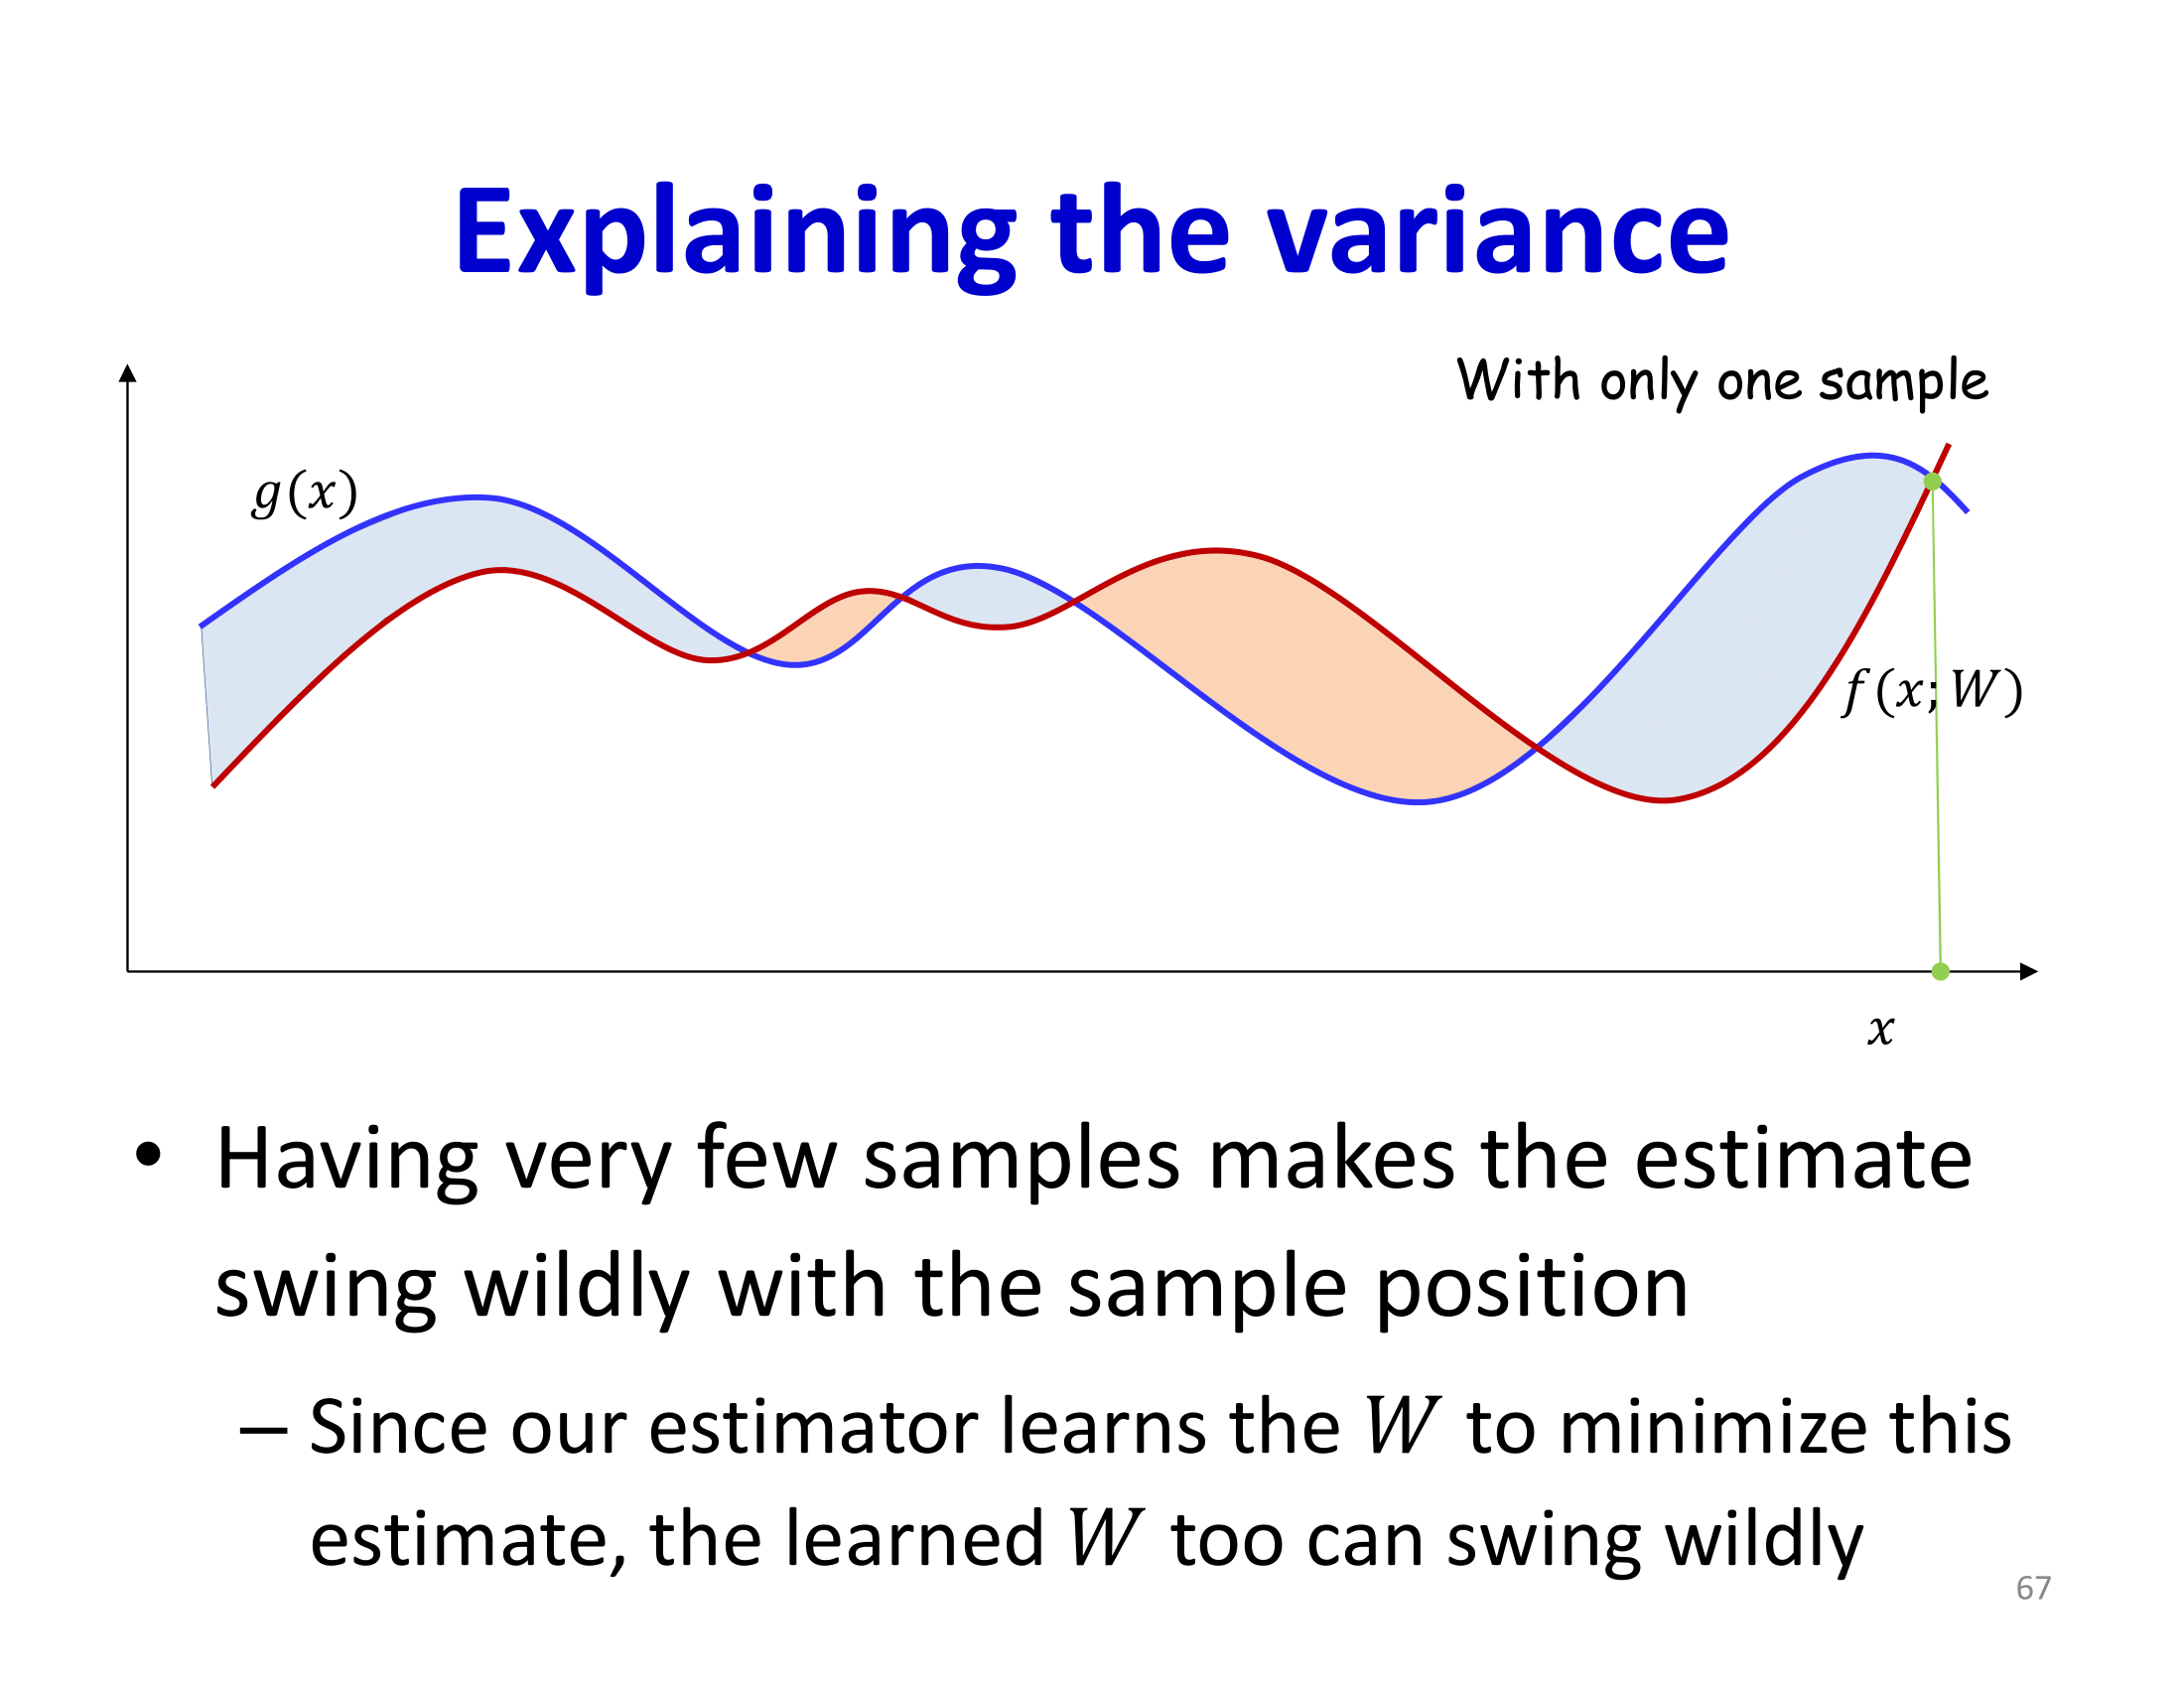 Explaining the variance
With only one sample
g(x)
f(x; W)
x
• Having very few samples makes the estimate
swing wildly with the sample position
– Since our estimator learns the W to minimize this
estimate, the learned W too can swing wildly
67